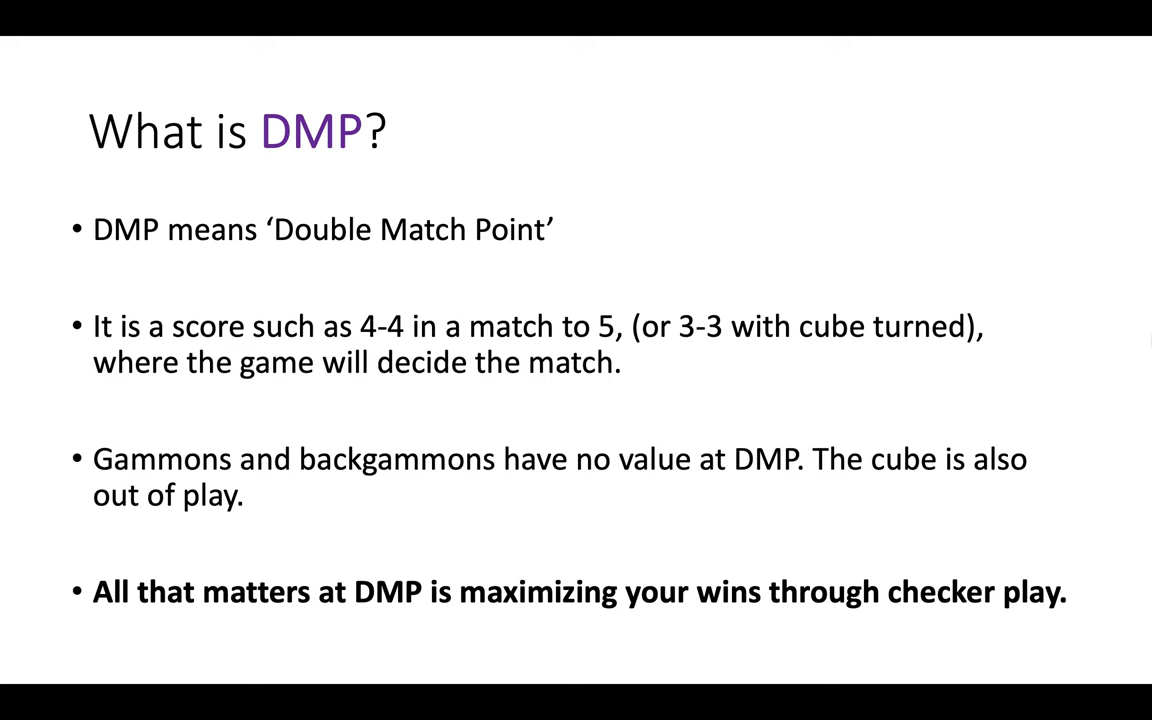 What is DMP?
• DMP means ‘Double Match Point’
• It is a score such as 4-4 in a match to 5, (or 3-3 with cube turned),
where the game will decide the match.
• Gammons and backgammons have no value at DMP. The cube is also
out of play.
• All that matters at DMP is maximizing your wins through checker play.